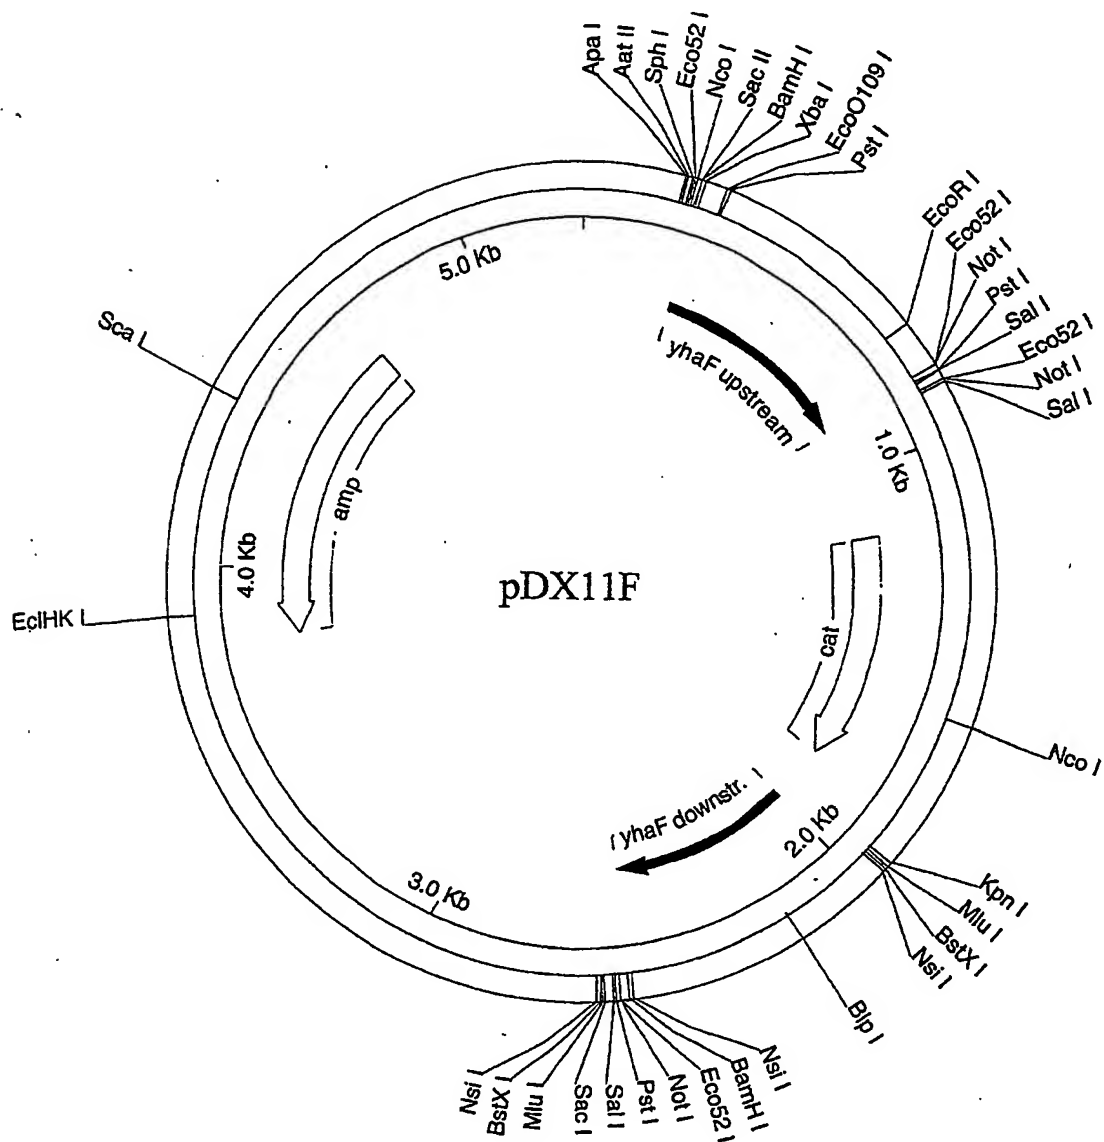 Apa I
Aat II
Sph I
Eco52 I
Nco I
Sac II
BamH I
Xba I
EcoO109 I
Pst I
EcoR I
Eco52 I
Not I
Pst I
Sal I
Eco52 I
Not I
Sal I
5.0 Kb
yhaF upstream
1.0 Kb
Sca I
amp
4.0 Kb
pDX11F
EclHK I
cat
Nco I
yhaF downstr.
2.0 Kb
3.0 Kb
Kpn I
Mlu I
BstX I
Nsi I
Blp I
Nsi I
BamH I
Eco52 I
Not I
Pst I
Sal I
Sac I
Mlu I
BstX I
Nsi I